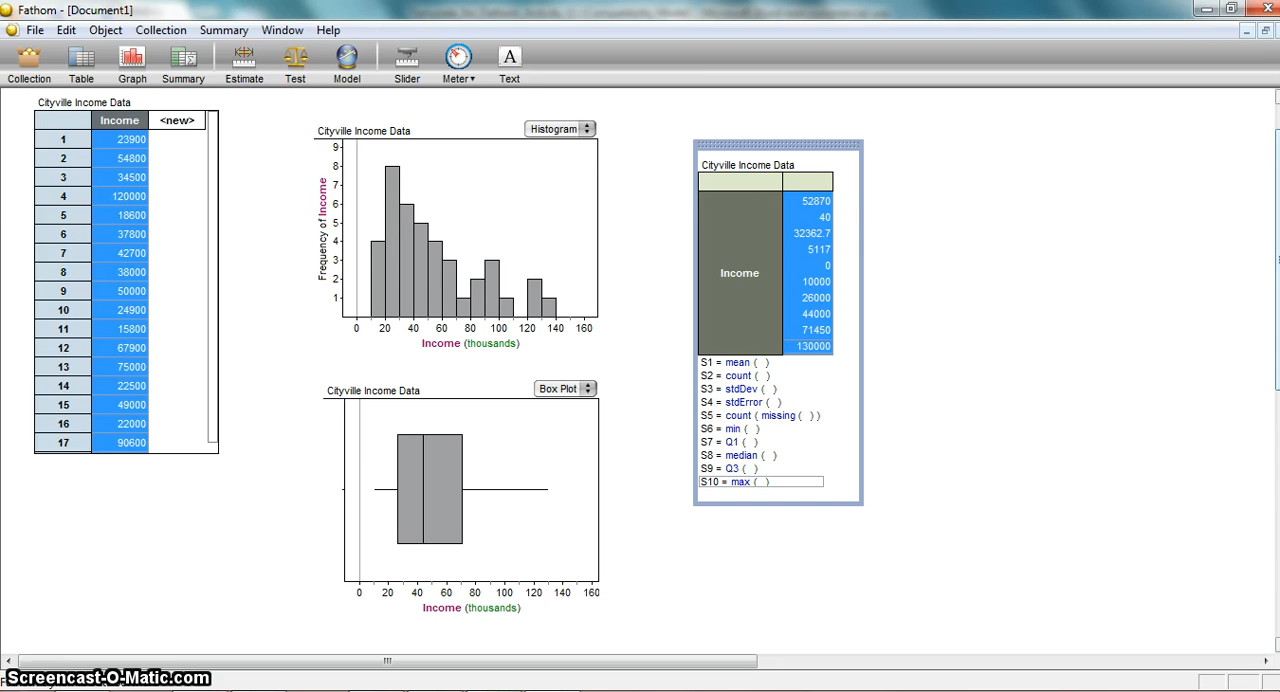 Fathom - [Document1]
File Edit Object Collection Summary Window Help
Collection Table Graph Summary Estimate Test Model Slider Meter A Text
Cityville Income Data
Income <new>
1 23900
2 54800
3 34500
4 120000
5 18600
6 37800
7 42700
8 38000
9 50000
10 24900
11 15800
12 67900
13 75000
14 22500
15 49000
16 22000
17 90600
Cityville Income Data Histogram
Frequency of Income
9
8
7
6
5
4
3
2
1
0 20 40 60 80 100 120 140 160
Income (thousands)
Cityville Income Data Box Plot
0 20 40 60 80 100 120 140 160
Income (thousands)
Cityville Income Data
Income
52870
40
32362.7
5117
0
10000
26000
44000
71450
130000
S1 = mean ( )
S2 = count ( )
S3 = stdDev ( )
S4 = stdError ( )
S5 = count ( missing ( ) )
S6 = min ( )
S7 = Q1 ( )
S8 = median ( )
S9 = Q3 ( )
S10 = max ( )
Screencast-O-Matic.com